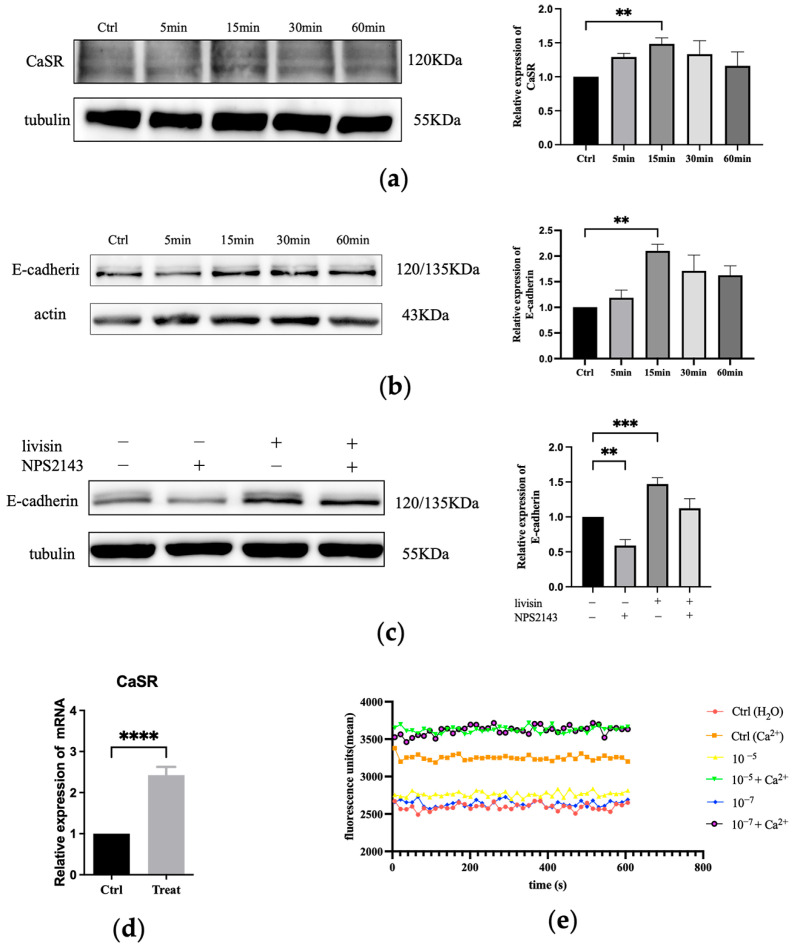 Ctrl 5min 15min 30min 60min
CaSR 120KDa
tubulin 55KDa
Relative expression of
CaSR
2.0
1.5
1.0
0.5
0.0
**
Ctrl 5min 15min 30min 60min
(a)
Ctrl 5min 15min 30min 60min
E-cadherin 120/135KDa
actin 43KDa
Relative expression of
E-cadherin
2.5
2.0
1.5
1.0
0.5
0.0
**
Ctrl 5min 15min 30min 60min
(b)
livisin − − + +
NPS2143 − + − +
E-cadherin 120/135KDa
tubulin 55KDa
Relative expression of
E-cadherin
2.0
1.5
1.0
0.5
0.0
***
**
livisin − − + +
NPS2143 − + − +
(c)
CaSR
Relative expression of mRNA
4
3
2
1
0
****
Ctrl Treat
(d)
fluorescence units(mean)
4000
3500
3000
2500
2000
0 200 400 600 800
time (s)
Ctrl (H₂O)
Ctrl (Ca²⁺)
10⁻⁵
10⁻⁵ + Ca²⁺
10⁻⁷
10⁻⁷ + Ca²⁺
(e)